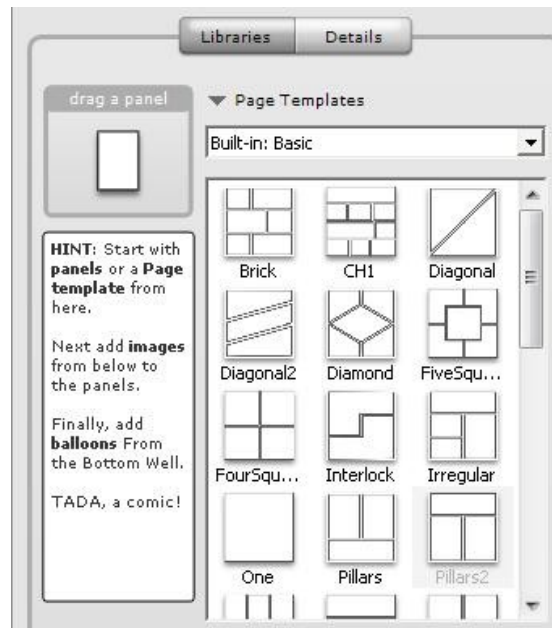 Libraries
Details
drag a panel
Page Templates
Built-in: Basic
HINT: Start with
panels or a Page
template from
here.
Next add images
from below to
the panels.
Finally, add
balloons From
the Bottom Well.
TADA, a comic!
Brick
CH1
Diagonal
Diagonal2
Diamond
FiveSqu...
FourSqu...
Interlock
Irregular
One
Pillars
Pillars2